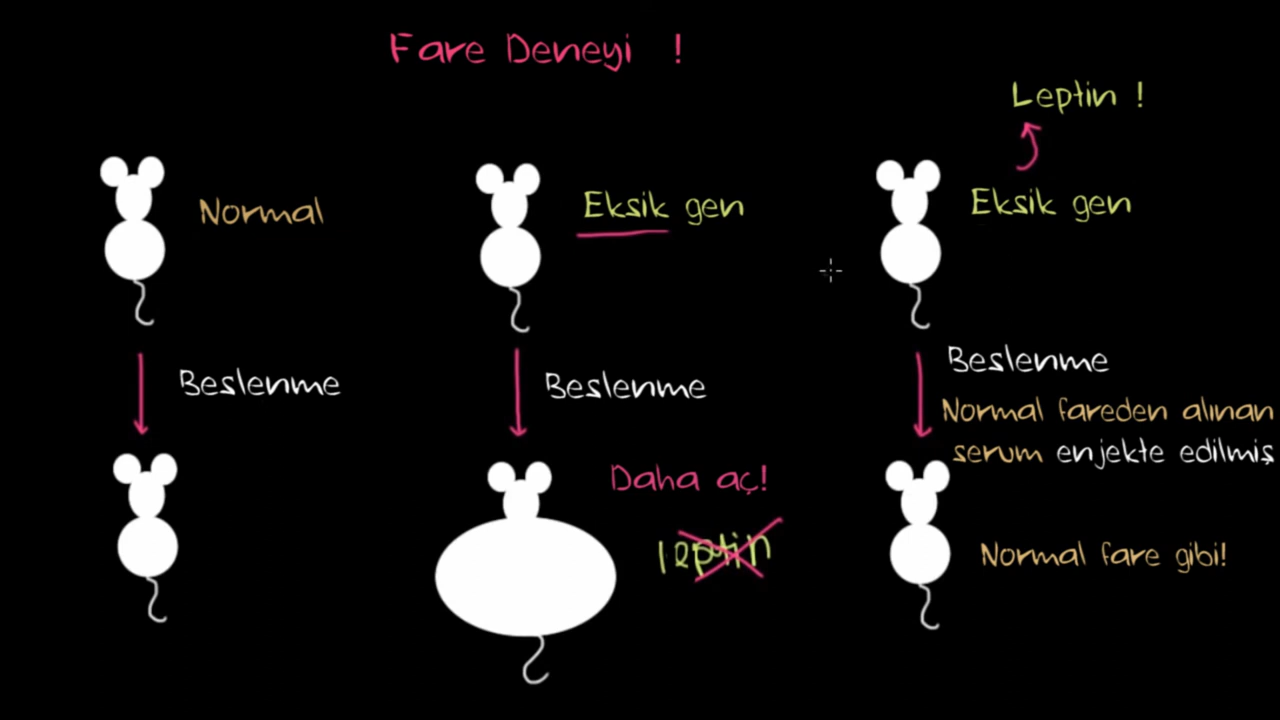 Fare Deneyi !
Leptin !
Normal
Eksik gen
Eksik gen
Beslenme
Beslenme
Beslenme
Normal fareden alınan
serum enjekte edilmiş
Daha aç!
leptin
Normal fare gibi!